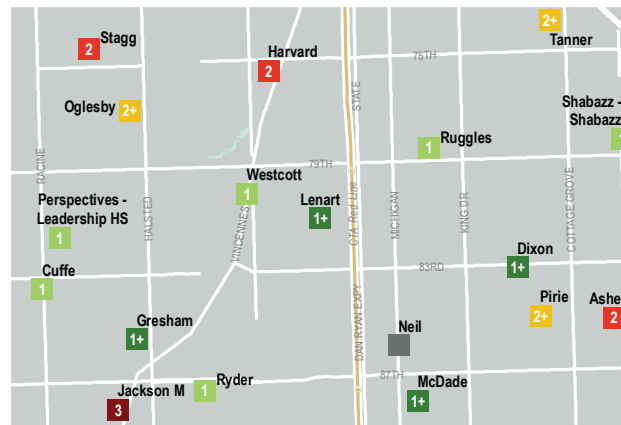 2+
Tanner
Stagg
2
Harvard
2
75TH
STATE
Oglesby
2+
Shabazz -
Shabazz
1
Ruggles
1
79TH
RACINE
Westcott
1
Lenart
1+
CTA Red Line
Perspectives -
Leadership HS
1
HALSTED
VINCENNES
MICHIGAN
KING DR
COTTAGE GROVE
Dixon
1+
83RD
Cuffe
1
Pirie
2+
Ashe
2
Gresham
1+
Neil
DAN RYAN EXPY
87TH
Jackson M
3
Ryder
1
McDade
1+